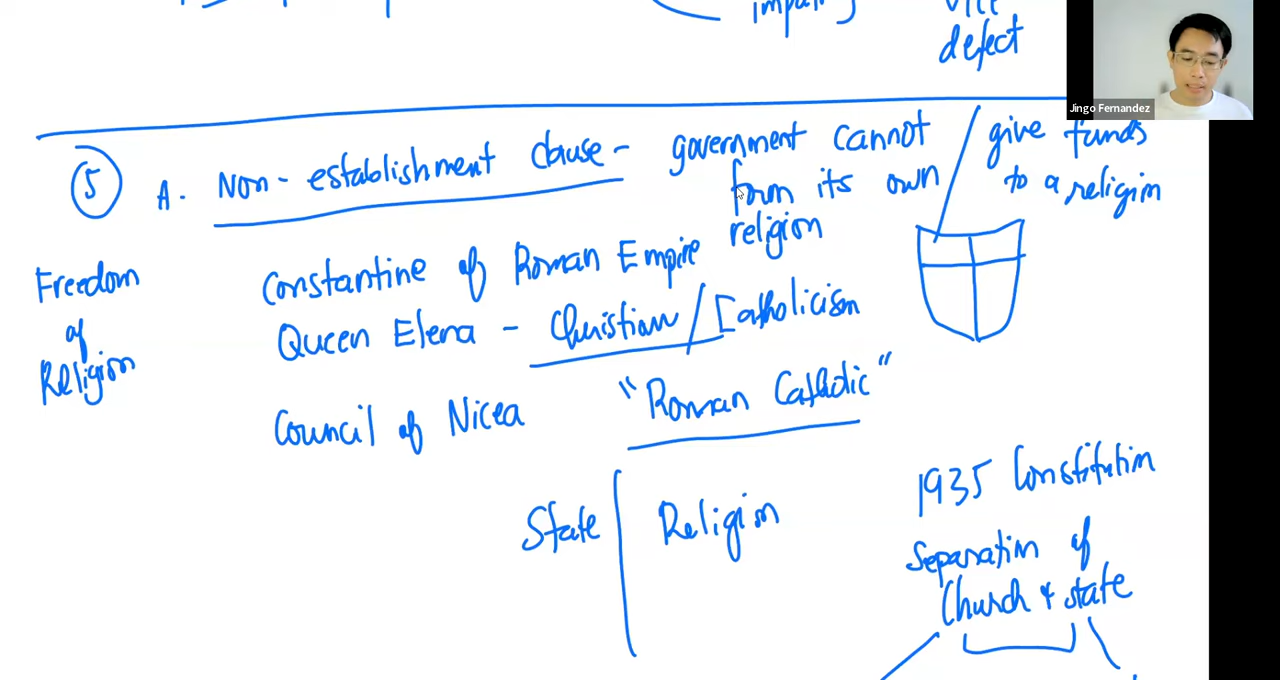 impairs
vice
defect
Jingo Fernandez
5
A. Non-establishment clause - government cannot
form its own
religion
/ give funds
to a religion
Freedom
of
Religion
Constantine of Roman Empire
Queen Elena - Christian / Catholicism
Council of Nicea
"Roman Catholic"
State | Religion
1935 Constitution
Separation of
Church & state